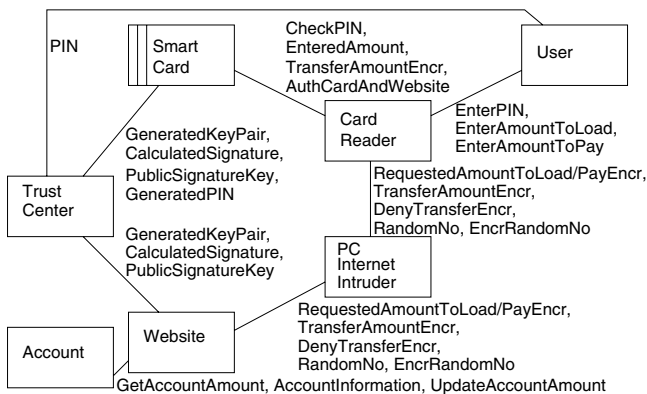 PIN
Smart
Card
CheckPIN,
EnteredAmount,
TransferAmountEncr,
AuthCardAndWebsite
User
Card
Reader
EnterPIN,
EnterAmountToLoad,
EnterAmountToPay
GeneratedKeyPair,
CalculatedSignature,
PublicSignatureKey,
GeneratedPIN
RequestedAmountToLoad/PayEncr,
TransferAmountEncr,
DenyTransferEncr,
RandomNo, EncrRandomNo
Trust
Center
GeneratedKeyPair,
CalculatedSignature,
PublicSignatureKey
PC
Internet
Intruder
RequestedAmountToLoad/PayEncr,
TransferAmountEncr,
DenyTransferEncr,
RandomNo, EncrRandomNo
Website
Account
GetAccountAmount, AccountInformation, UpdateAccountAmount